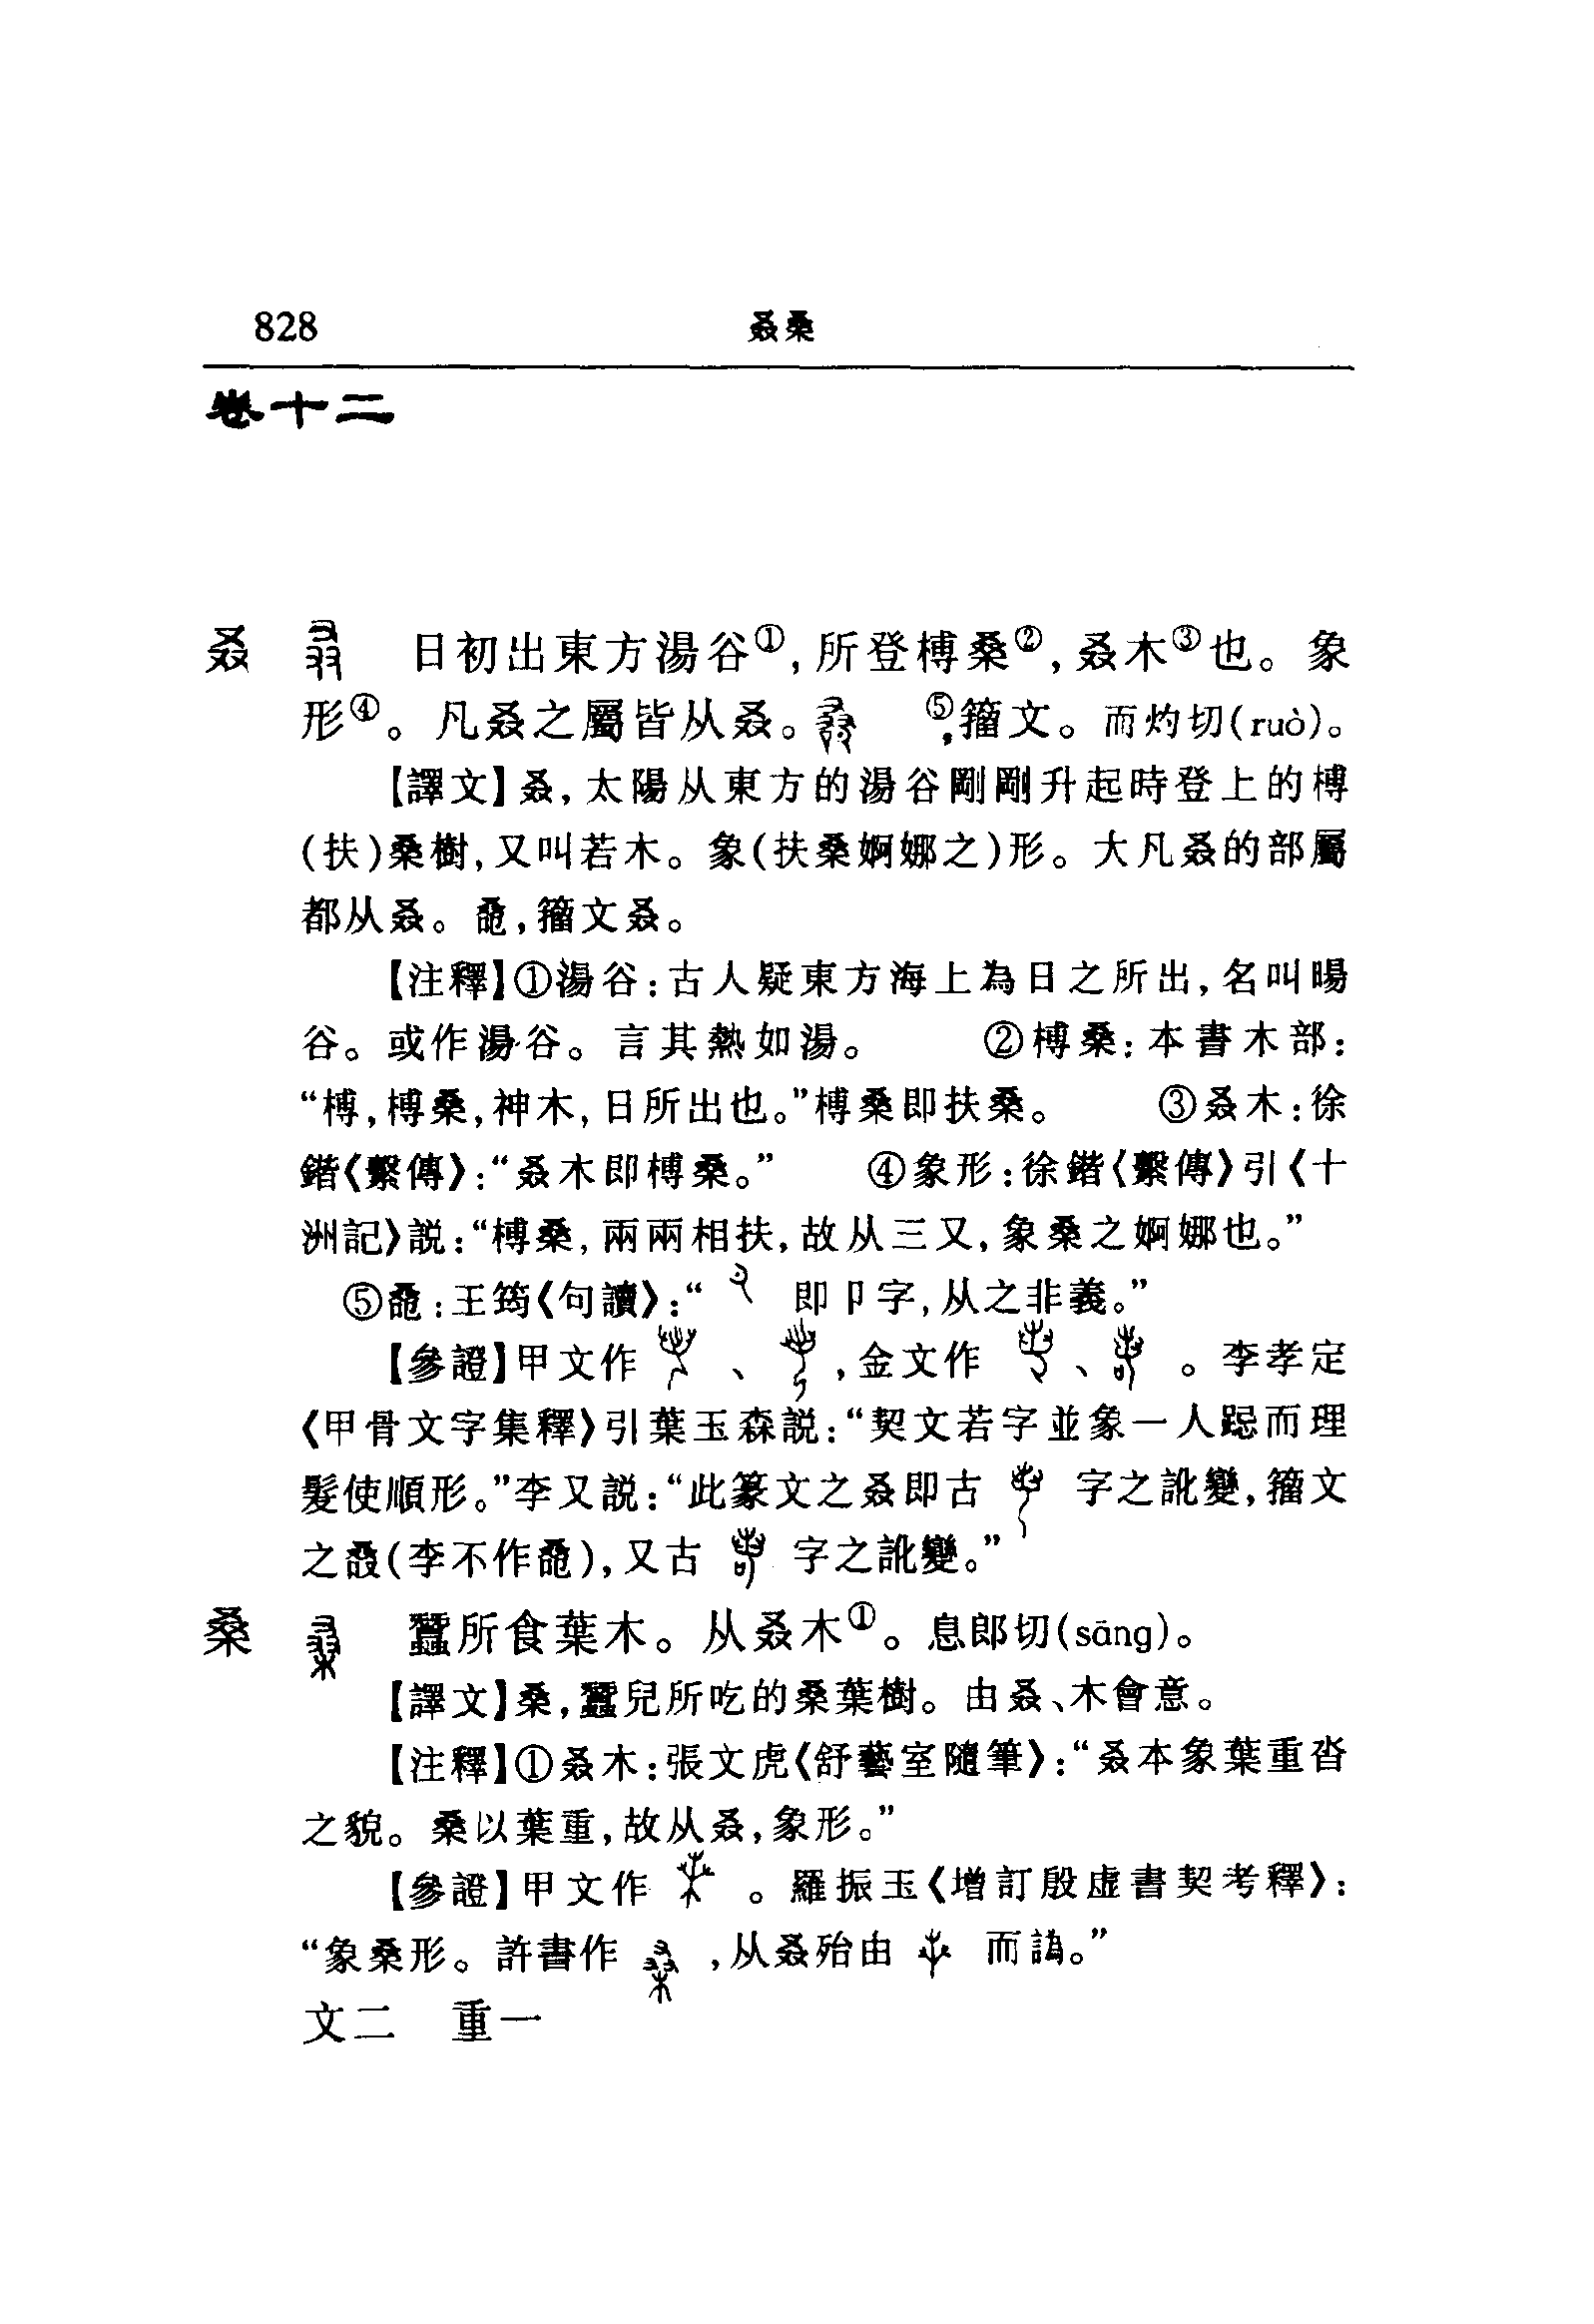 828
叒桑
卷十二
叒 日初出東方湯谷①,所登榑桑②,叒木③也。象
形④。凡叒之屬皆从叒。 ⑤,籀文。而灼切(ruò)。
【譯文】叒,太陽从東方的湯谷剛剛升起時登上的榑
(扶)桑樹,又叫若木。象(扶桑婀娜之)形。大凡叒的部屬
都从叒。 ,籀文叒。
【注釋】①湯谷:古人疑東方海上為日之所出,名叫暘
谷。或作湯谷。言其熱如湯。 ②榑桑:本書木部:
“榑,榑桑,神木,日所出也。”榑桑即扶桑。 ③叒木:徐
鍇《繫傳》:“叒木即榑桑。” ④象形:徐鍇《繫傳》引《十
洲記》説:“榑桑,兩兩相扶,故从三又,象桑之婀娜也。”
⑤ :王筠《句讀》:“ 即卪字,从之非義。”
【參證】甲文作 、 ,金文作 、 。李孝定
《甲骨文字集釋》引葉玉森説:“契文若字並象一人跽而理
髮使順形。”李又説:“此篆文之叒即古 字之訛變,籀文
之 (李不作 ),又古 字之訛變。”
桑 蠶所食葉木。从叒木①。息郎切(sāng)。
【譯文】桑,蠶兒所吃的桑葉樹。由叒、木會意。
【注釋】①叒木:張文虎《舒藝室隨筆》:“叒本象葉重沓
之貌。桑以葉重,故从叒,象形。”
【參證】甲文作 。羅振玉《增訂殷虛書契考釋》:
“象桑形。許書作 ,从叒殆由 而譌。”
文二 重一